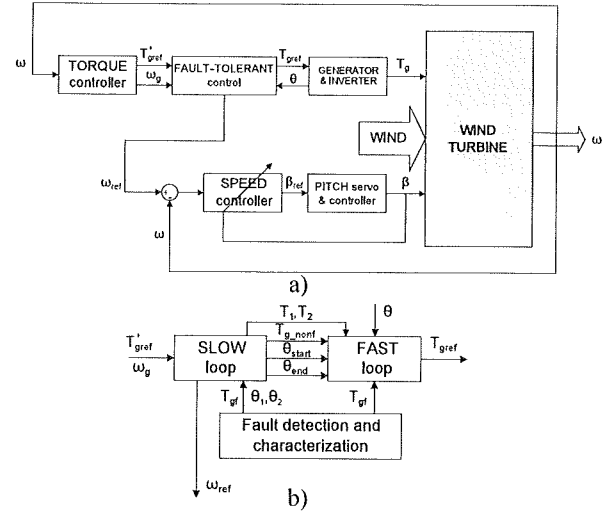 ω
TORQUE
controller
T'gref
ωg
FAULT-TOLERANT
control
Tgref
θ
GENERATOR
& INVERTER
Tg
WIND
WIND
TURBINE
ω
ωref
+
-
SPEED
controller
βref
PITCH servo
& controller
β
ω
a)
T1,T2
θ
T'gref
ωg
SLOW
loop
Tg_nonf
θstart
θend
FAST
loop
Tgref
Tgf
θ1,θ2
Tgf
Fault detection and
characterization
ωref
b)